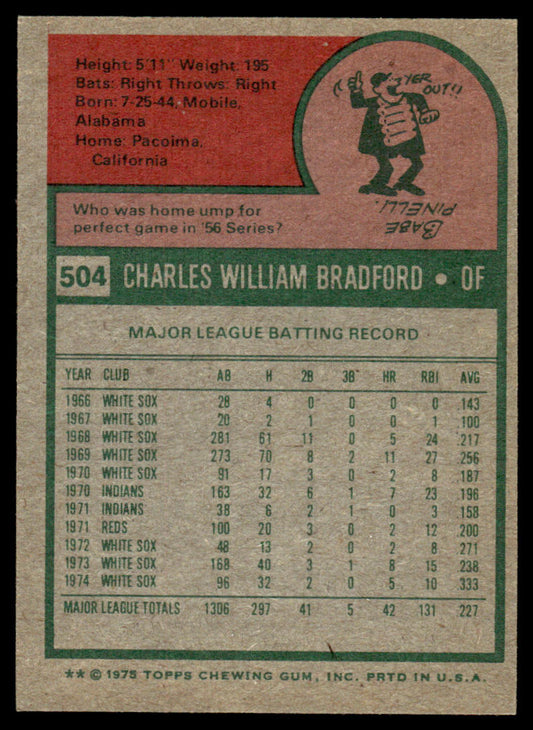 Height: 5'11" Weight: 195
Bats: Right Throws: Right
Born: 7-25-44, Mobile,
Alabama
Home: Pacoima,
California
YER
OUT!!
BABE
PINELLI.
Who was home ump for
perfect game in '56 Series?
504 CHARLES WILLIAM BRADFORD • OF
MAJOR LEAGUE BATTING RECORD
YEAR CLUB AB H 2B 3B HR RBI AVG
1966 WHITE SOX 28 4 0 0 0 0 .143
1967 WHITE SOX 20 2 1 0 0 1 .100
1968 WHITE SOX 281 61 11 0 5 24 .217
1969 WHITE SOX 273 70 8 2 11 27 .256
1970 WHITE SOX 91 17 3 0 2 8 .187
1970 INDIANS 163 32 6 1 7 23 .196
1971 INDIANS 38 6 2 1 0 3 .158
1971 REDS 100 20 3 0 2 12 .200
1972 WHITE SOX 48 13 2 0 2 8 .271
1973 WHITE SOX 168 40 3 1 8 15 .238
1974 WHITE SOX 96 32 2 0 5 10 .333
MAJOR LEAGUE TOTALS 1306 297 41 5 42 131 .227
** © 1975 TOPPS CHEWING GUM, INC. PRTD IN U.S.A.